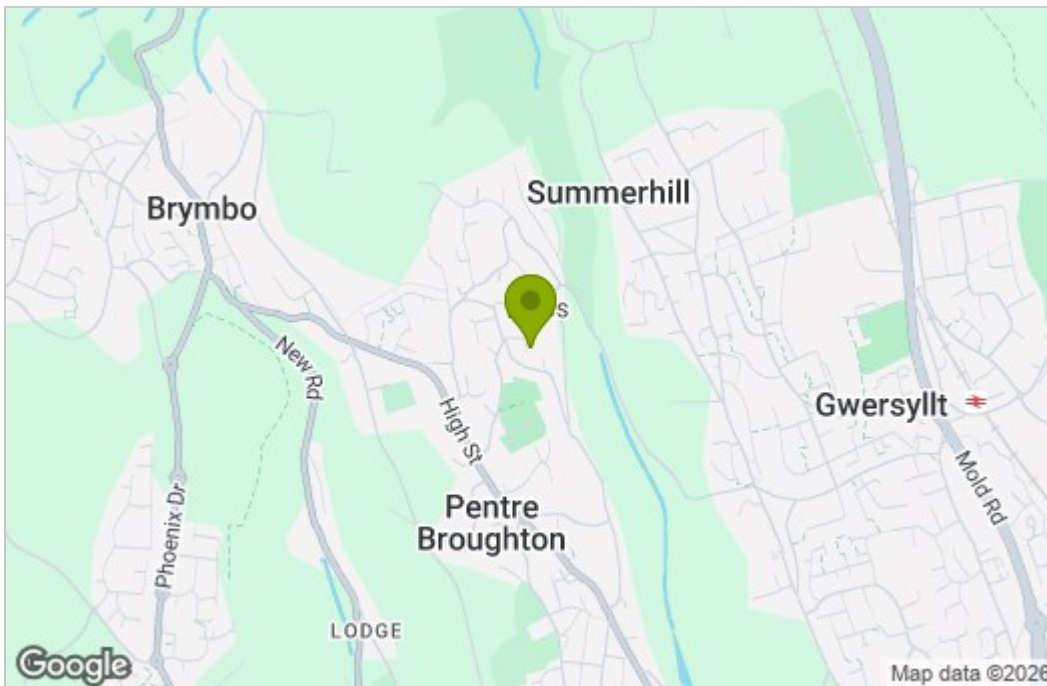 Summerhill
Brymbo
New Rd
Gwersyllt
High St
Mold Rd
Pentre
Broughton
Phoenix Dr
LODGE
Google
Map data ©2026